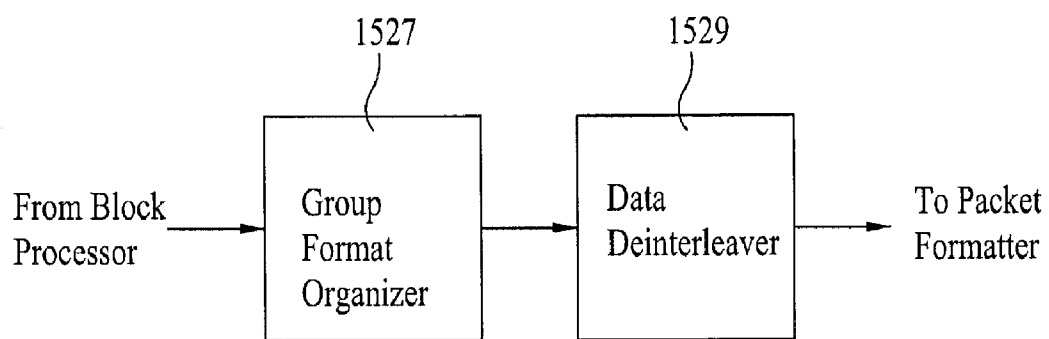 1527
1529
From Block
Processor
Group
Format
Organizer
Data
Deinterleaver
To Packet
Formatter